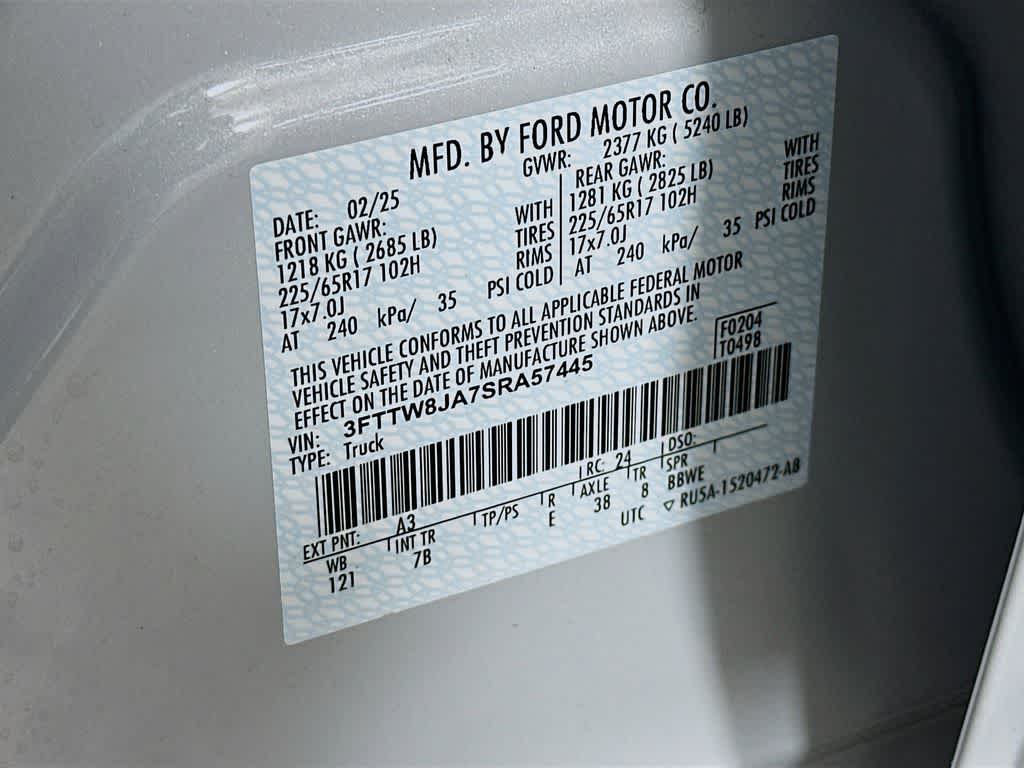 MFD. BY FORD MOTOR CO.
DATE: 02/25
GVWR: 2377 KG ( 5240 LB)
FRONT GAWR:
1218 KG ( 2685 LB)
225/65R17 102H
17x7.0J
AT 240 kPa/ 35 PSI COLD
WITH
TIRES
RIMS
REAR GAWR:
1281 KG ( 2825 LB)
225/65R17 102H
17x7.0J
AT 240 kPa/ 35 PSI COLD
WITH
TIRES
RIMS
THIS VEHICLE CONFORMS TO ALL APPLICABLE FEDERAL MOTOR
VEHICLE SAFETY AND THEFT PREVENTION STANDARDS IN
EFFECT ON THE DATE OF MANUFACTURE SHOWN ABOVE.
VIN: 3FTTW8JA7SRA57445
TYPE: Truck
F0204
T0498
EXT PNT: A3 RC: 24 DSO:
WB INT TR TP/PS R AXLE TR SPR
121 7B E 38 8 BBWE
UTC ▽ RU5A-1520472-AB